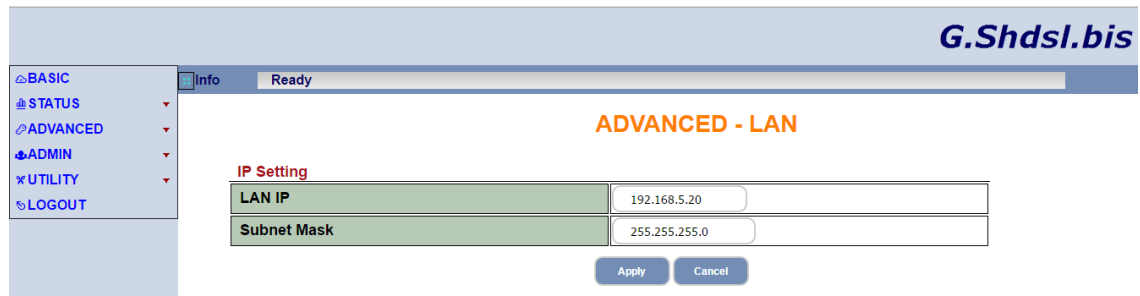 G.Shdsl.bis
BASIC
STATUS
ADVANCED
ADMIN
UTILITY
LOGOUT
Info Ready
ADVANCED - LAN
IP Setting
LAN IP 192.168.5.20
Subnet Mask 255.255.255.0
Apply Cancel